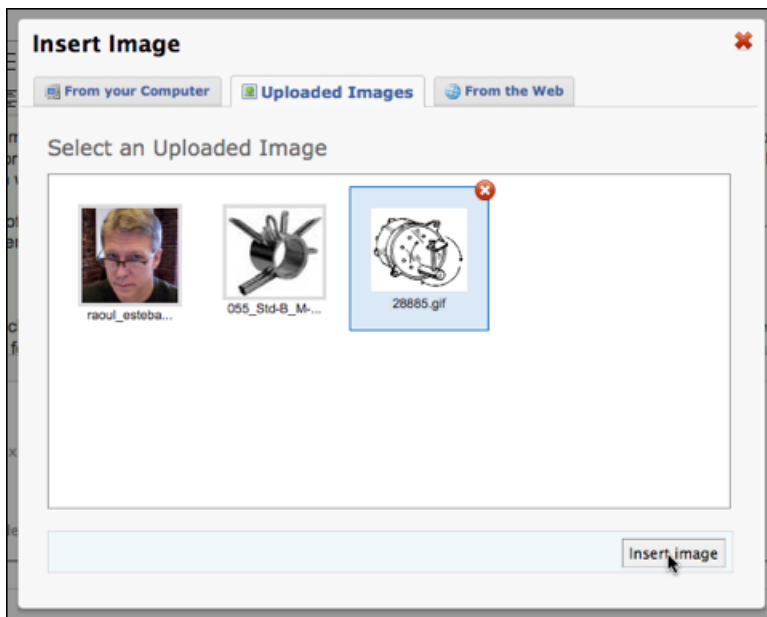 Insert Image
From your Computer
Uploaded Images
From the Web
Select an Uploaded Image
raoul_esteba...
055_Std-B_M-...
28885.gif
Insert image